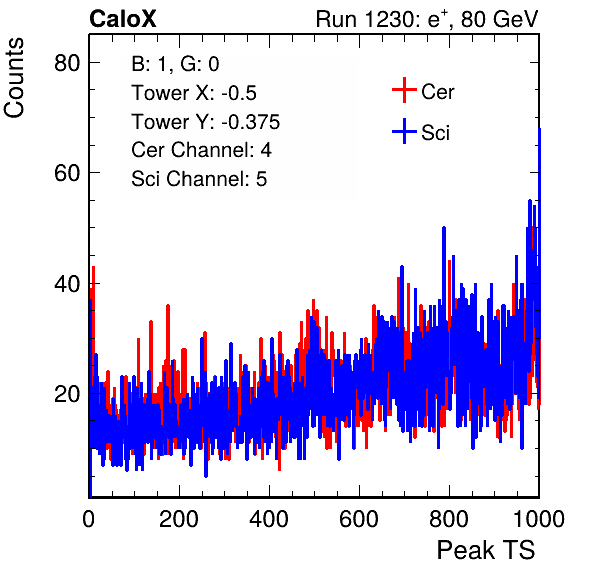 CaloX Run 1230: e⁺, 80 GeV
Counts
80
60
40
20
B: 1, G: 0
Tower X: -0.5
Tower Y: -0.375
Cer Channel: 4
Sci Channel: 5
Cer
Sci
0 200 400 600 800 1000
Peak TS